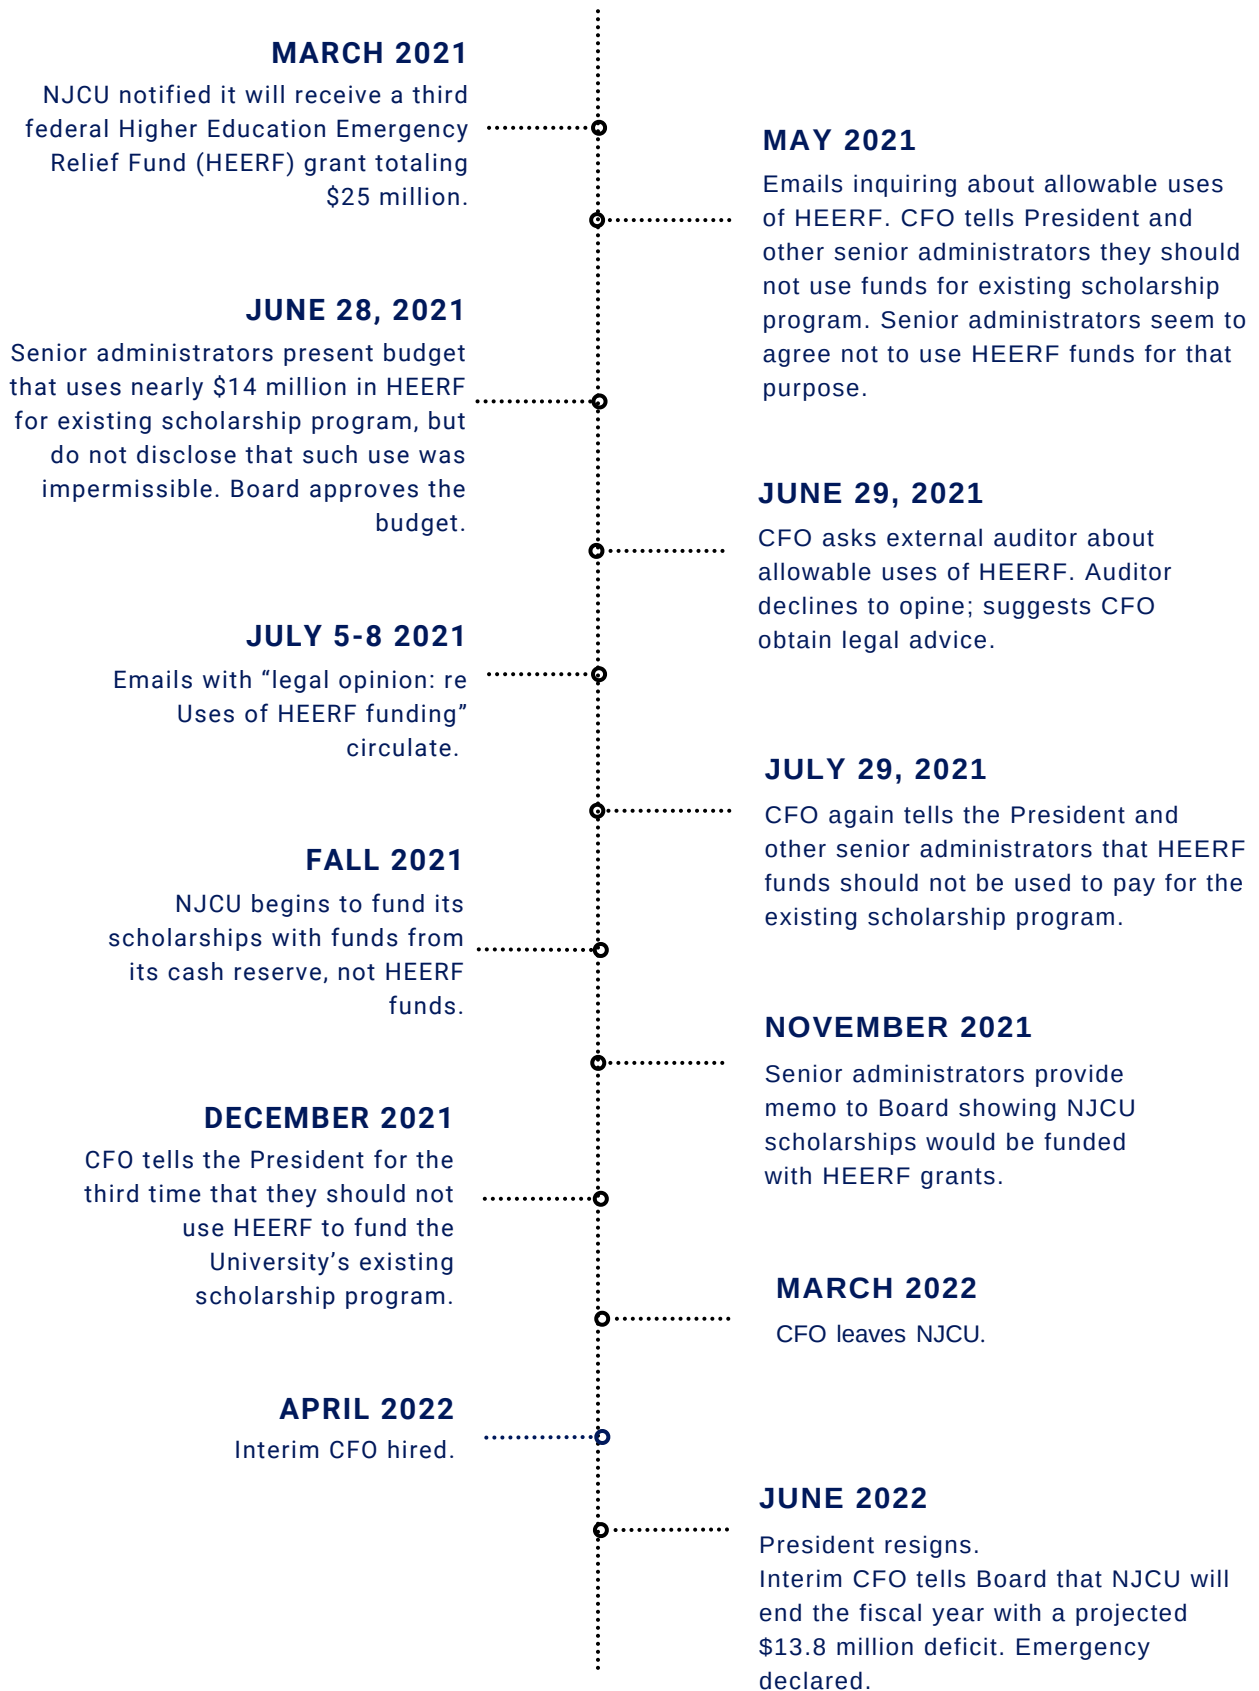 MARCH 2021
NJCU notified it will receive a third
federal Higher Education Emergency
Relief Fund (HEERF) grant totaling
$25 million.
MAY 2021
Emails inquiring about allowable uses
of HEERF. CFO tells President and
other senior administrators they should
not use funds for existing scholarship
program. Senior administrators seem to
agree not to use HEERF funds for that
purpose.
JUNE 28, 2021
Senior administrators present budget
that uses nearly $14 million in HEERF
for existing scholarship program, but
do not disclose that such use was
impermissible. Board approves the
budget.
JUNE 29, 2021
CFO asks external auditor about
allowable uses of HEERF. Auditor
declines to opine; suggests CFO
obtain legal advice.
JULY 5-8 2021
Emails with “legal opinion: re
Uses of HEERF funding”
circulate.
JULY 29, 2021
CFO again tells the President and
other senior administrators that HEERF
funds should not be used to pay for the
existing scholarship program.
FALL 2021
NJCU begins to fund its
scholarships with funds from
its cash reserve, not HEERF
funds.
NOVEMBER 2021
Senior administrators provide
memo to Board showing NJCU
scholarships would be funded
with HEERF grants.
DECEMBER 2021
CFO tells the President for the
third time that they should not
use HEERF to fund the
University’s existing
scholarship program.
MARCH 2022
CFO leaves NJCU.
APRIL 2022
Interim CFO hired.
JUNE 2022
President resigns.
Interim CFO tells Board that NJCU will
end the fiscal year with a projected
$13.8 million deficit. Emergency
declared.